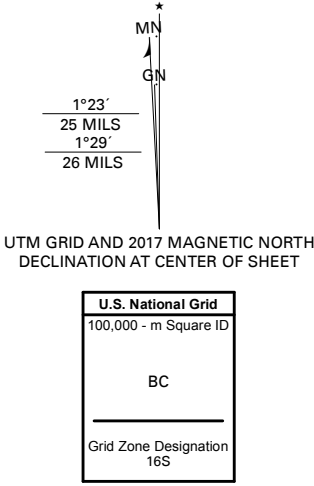 ★
MN
GN
1°23´
25 MILS
1°29´
26 MILS
UTM GRID AND 2017 MAGNETIC NORTH
DECLINATION AT CENTER OF SHEET
U.S. National Grid
100,000 - m Square ID
BC
Grid Zone Designation
16S